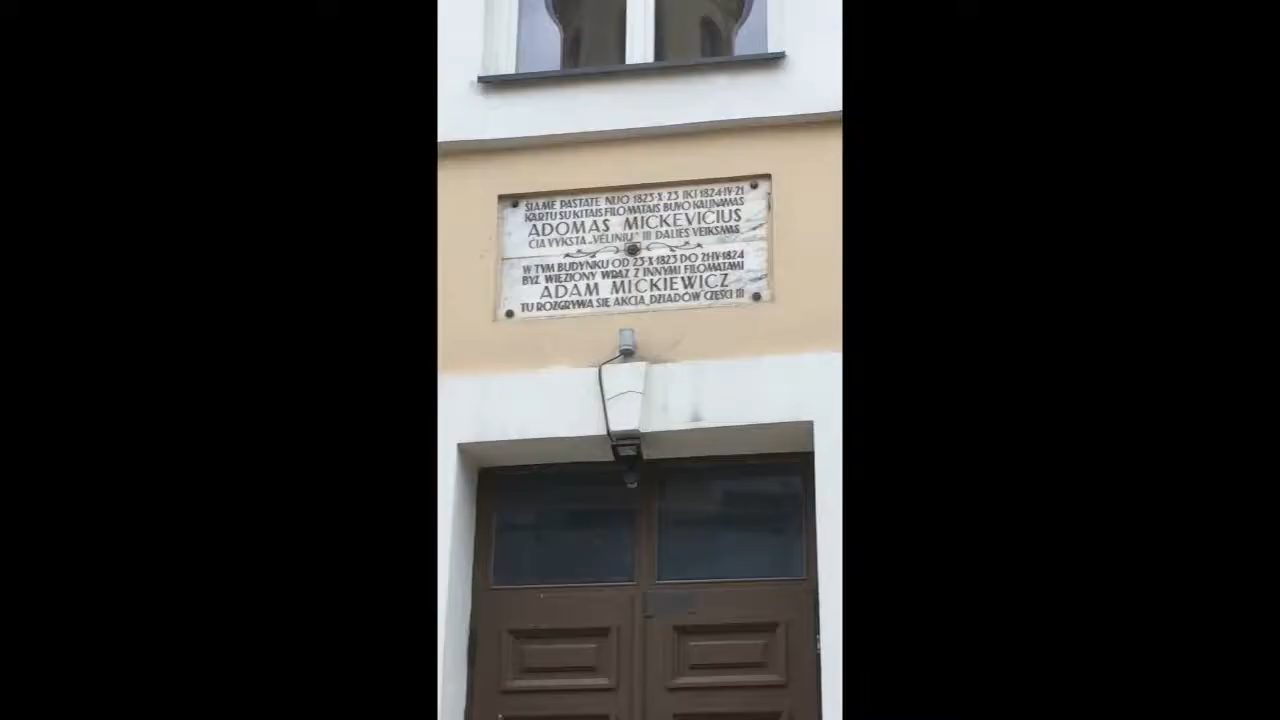 ŠIAME PASTATE NUO 1823·X·23 IKI 1824·IV·21
KARTU SU KITAIS FILOMATAIS BUVO KALINAMAS
ADOMAS MICKEVIČIUS
ČIA VYKSTA „VĖLINIŲ" III DALIES VEIKSMAS
W TYM BUDYNKU OD 23·X·1823 DO 21·IV·1824
BYŁ WIĘZIONY WRAZ Z INNYMI FILOMATAMI
ADAM MICKIEWICZ
TU ROZGRYWA SIĘ AKCJA „DZIADÓW" CZĘŚCI III